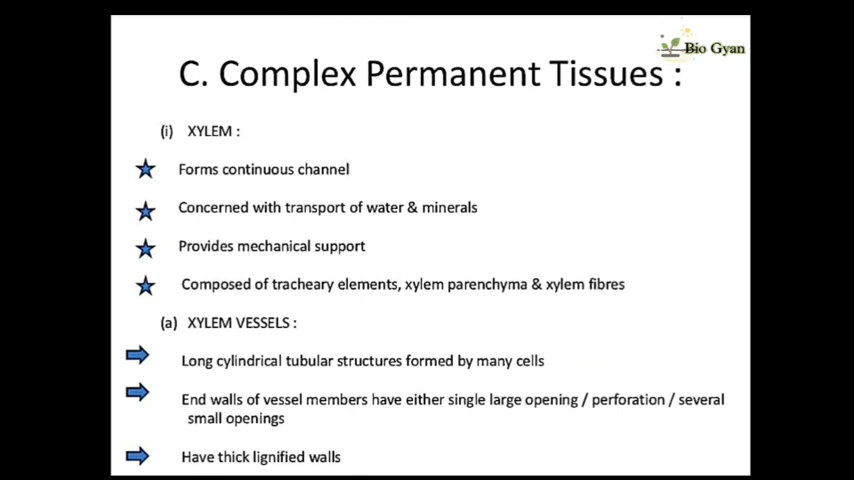 Bio Gyan
C. Complex Permanent Tissues :
(i) XYLEM :
Forms continuous channel
Concerned with transport of water & minerals
Provides mechanical support
Composed of tracheary elements, xylem parenchyma & xylem fibres
(a) XYLEM VESSELS :
Long cylindrical tubular structures formed by many cells
End walls of vessel members have either single large opening / perforation / several
small openings
Have thick lignified walls